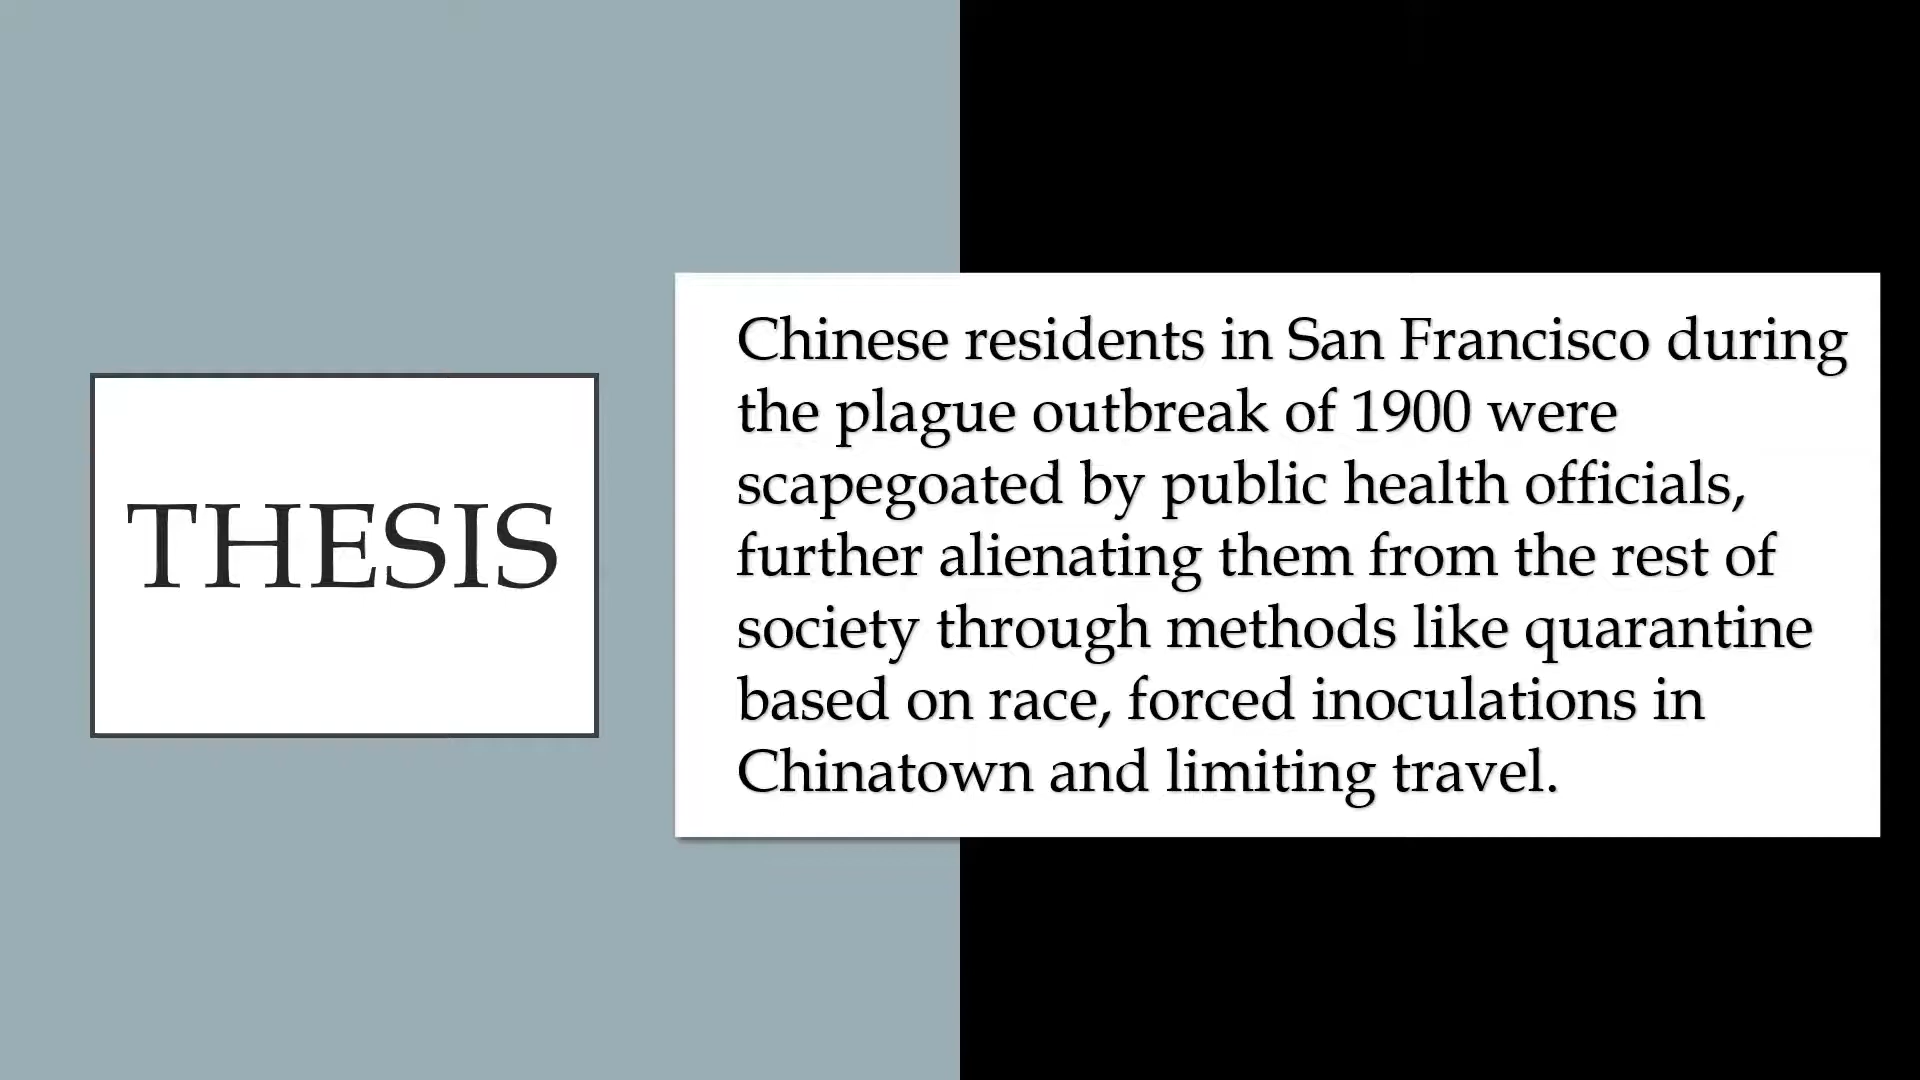 THESIS
Chinese residents in San Francisco during
the plague outbreak of 1900 were
scapegoated by public health officials,
further alienating them from the rest of
society through methods like quarantine
based on race, forced inoculations in
Chinatown and limiting travel.